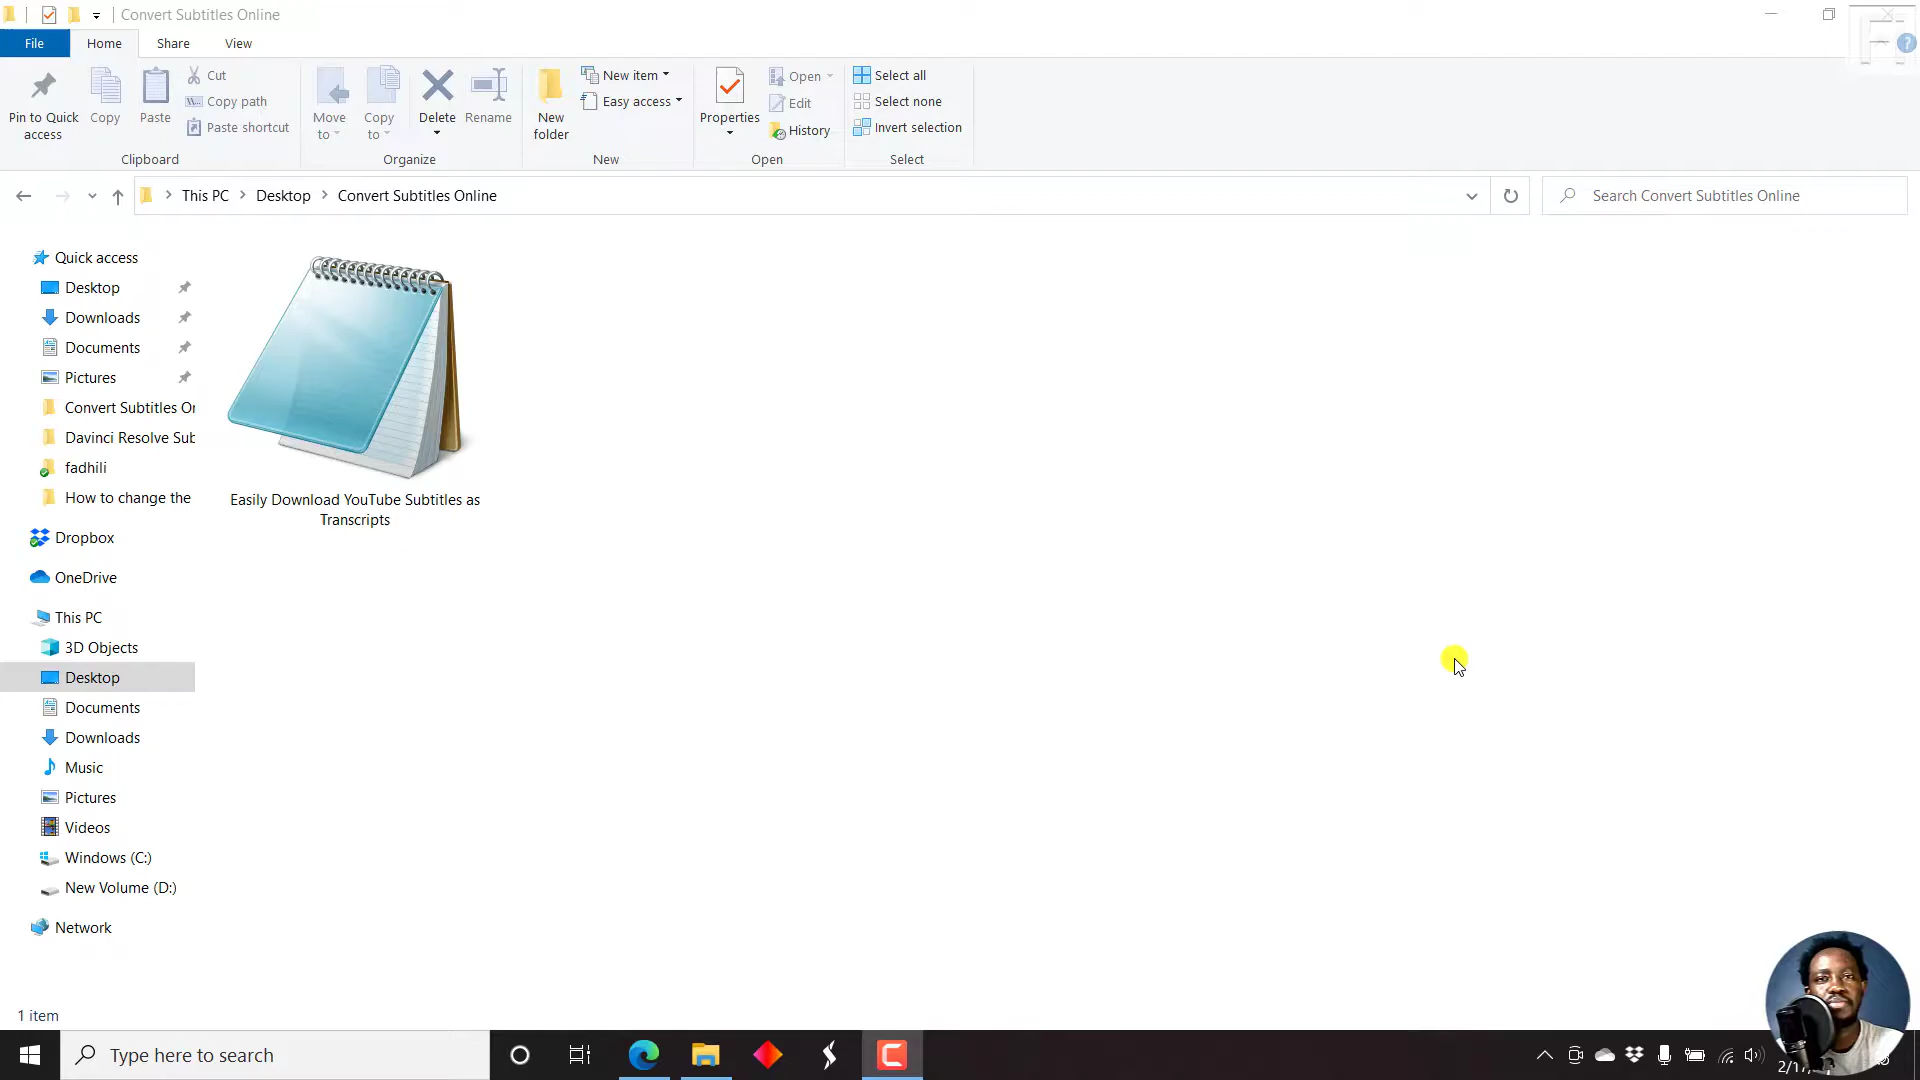 Convert Subtitles Online
File Home Share View
Pin to Quick access
Copy
Paste
Cut
Copy path
Paste shortcut
Clipboard
Move to
Copy to
Delete
Rename
Organize
New folder
New item
Easy access
New
Properties
Open
Edit
History
Open
Select all
Select none
Invert selection
Select
This PC Desktop Convert Subtitles Online
Search Convert Subtitles Online
Quick access
Desktop
Downloads
Documents
Pictures
Convert Subtitles Or
Davinci Resolve Sub
fadhili
How to change the
Dropbox
OneDrive
This PC
3D Objects
Desktop
Documents
Downloads
Music
Pictures
Videos
Windows (C:)
New Volume (D:)
Network
Easily Download YouTube Subtitles as
Transcripts
1 item
Type here to search